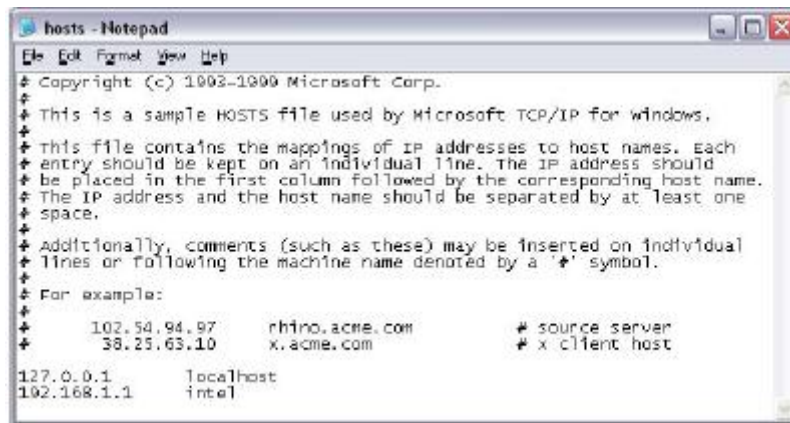 hosts - Notepad
File Edit Format View Help
# Copyright (c) 1993-1999 Microsoft Corp.
#
# This is a sample HOSTS file used by Microsoft TCP/IP for Windows.
#
# This file contains the mappings of IP addresses to host names. Each
# entry should be kept on an individual line. The IP address should
# be placed in the first column followed by the corresponding host name.
# The IP address and the host name should be separated by at least one
# space.
#
# Additionally, comments (such as these) may be inserted on individual
# lines or following the machine name denoted by a '#' symbol.
#
# For example:
#
# 102.54.94.97 rhino.acme.com # source server
# 38.25.63.10 x.acme.com # x client host
127.0.0.1 localhost
192.168.1.1 intel